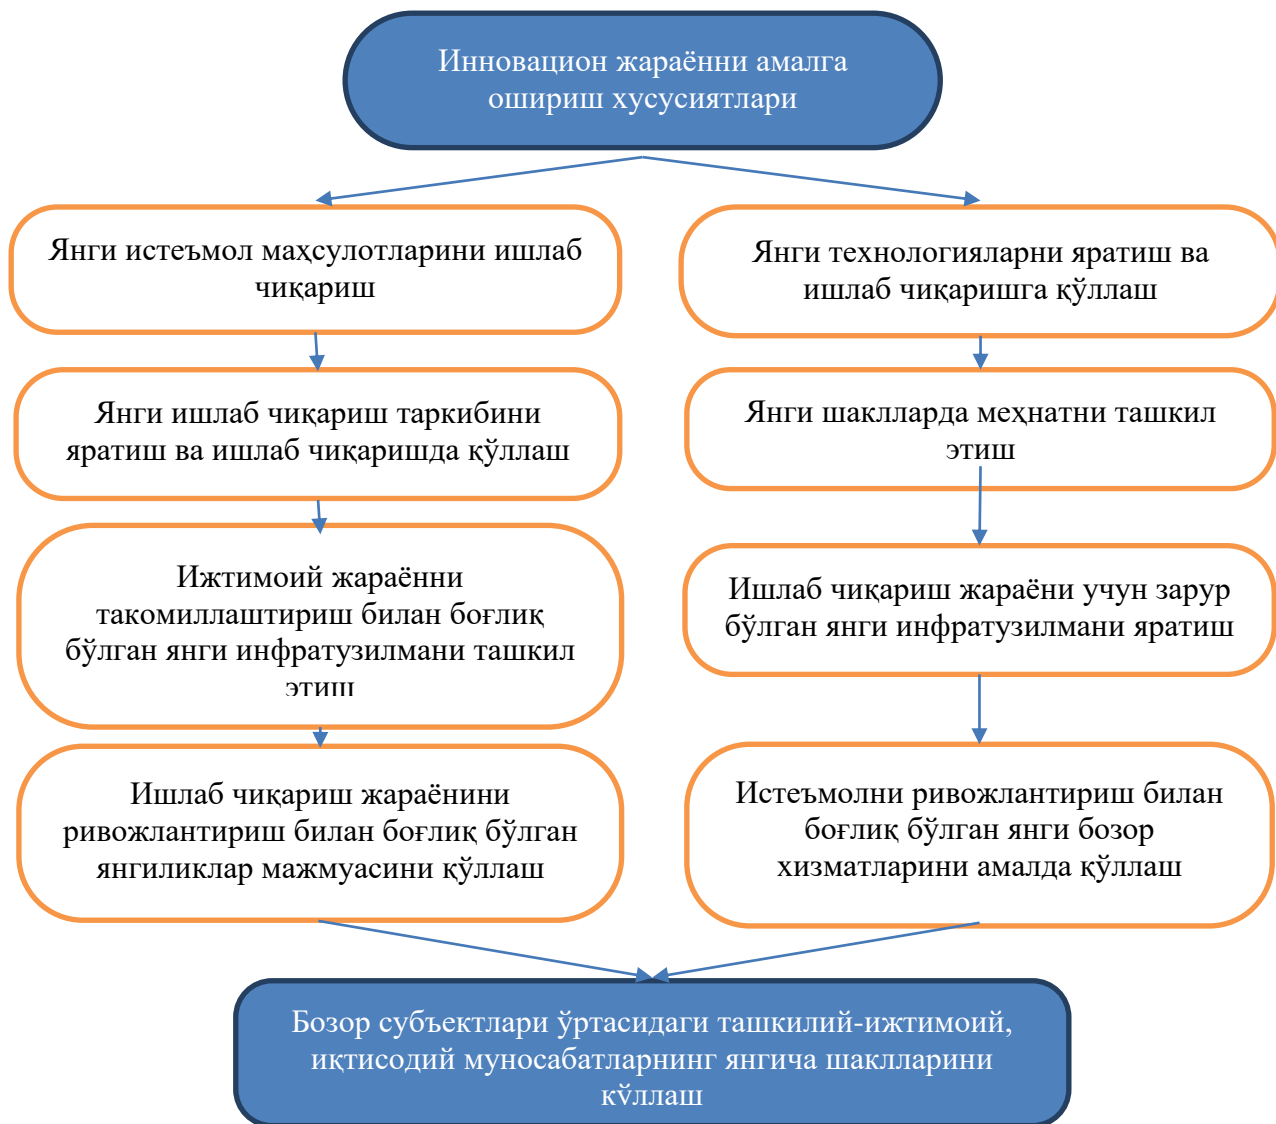 Инновацион жараённи амалга
ошириш хусусиятлари
Янги истеъмол маҳсулотларини ишлаб
чиқариш
Янги технологияларни яратиш ва
ишлаб чиқаришга қўллаш
Янги ишлаб чиқариш таркибини
яратиш ва ишлаб чиқаришда қўллаш
Янги шаклларда меҳнатни ташкил
этиш
Ижтимоий жараённи
такомиллаштириш билан боғлиқ
бўлган янги инфратузилмани ташкил
этиш
Ишлаб чиқариш жараёни учун зарур
бўлган янги инфратузилмани яратиш
Ишлаб чиқариш жараёнини
ривожлантириш билан боғлиқ бўлган
янгиликлар мажмуасини қўллаш
Истеъмолни ривожлантириш билан
боғлиқ бўлган янги бозор
хизматларини амалда қўллаш
Бозор субъектлари ўртасидаги ташкилий-ижтимоий,
иқтисодий муносабатларнинг янгича шаклларини
қўллаш